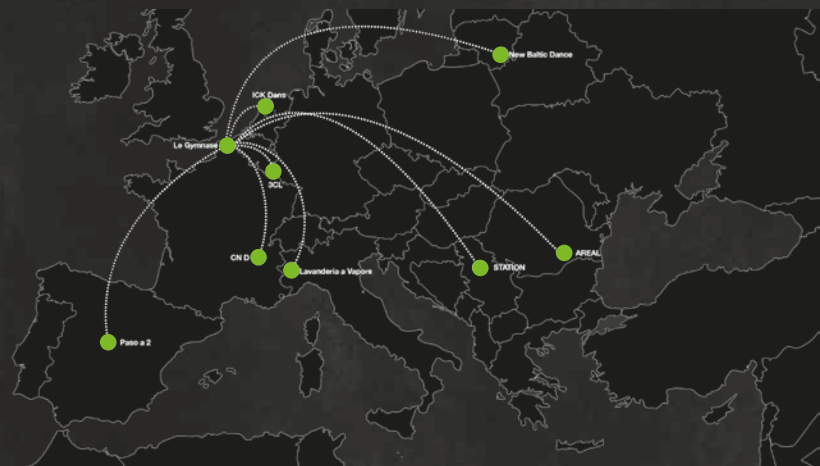 New Baltic Dance
ICK Dans
Le Gymnase
3CL
CN D
Lavanderia a Vapore
STATION
AREAL
Paso a 2